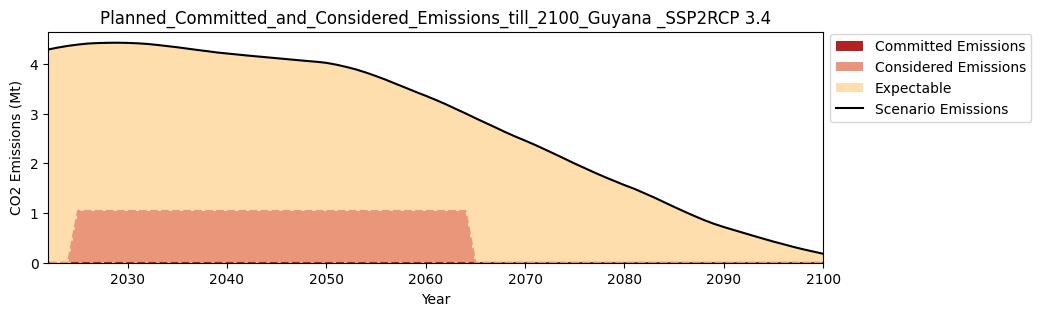 Planned_Committed_and_Considered_Emissions_till_2100_Guyana _SSP2RCP 3.4
Committed Emissions
Considered Emissions
Expectable
Scenario Emissions
CO2 Emissions (Mt)
4
3
2
1
0
2030 2040 2050 2060 2070 2080 2090 2100
Year